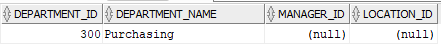 DEPARTMENT_ID DEPARTMENT_NAME MANAGER_ID LOCATION_ID
300 Purchasing (null) (null)